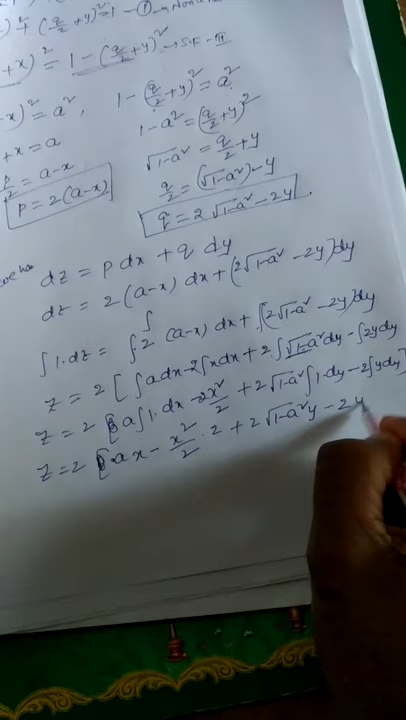 )² + (q/2 + y)² = 1 — ①
+ x)² = 1 − (q/2 + y)² → S.F − II
− x)² = a² ,
+ x = a
p/2 = a − x
p = 2(a−x)
1 − (q/2 + y)² = a²
1 − a² = (q/2 + y)²
√1−a² = q/2 + y
q/2 = (√1−a²) − y
q = 2√1−a² − 2y .
dz = p dx + q dy
dz = 2(a−x) dx + (2√1−a² − 2y) dy
∫
∫ 1. dz = ∫ 2 (a−x) dx + ∫(2√1−a² − 2y) dy
z = 2 [ ∫ a dx − 2∫ x dx + 2 ∫ √1−a² dy − ∫ 2y dy
z = 2 [ a ∫ 1. dx − 2x²/2 + 2√1−a² ∫ 1. dy − 2∫ y dy ]
z = 2 [ ax − x²/2 . 2 + 2√1−a² y − 2y